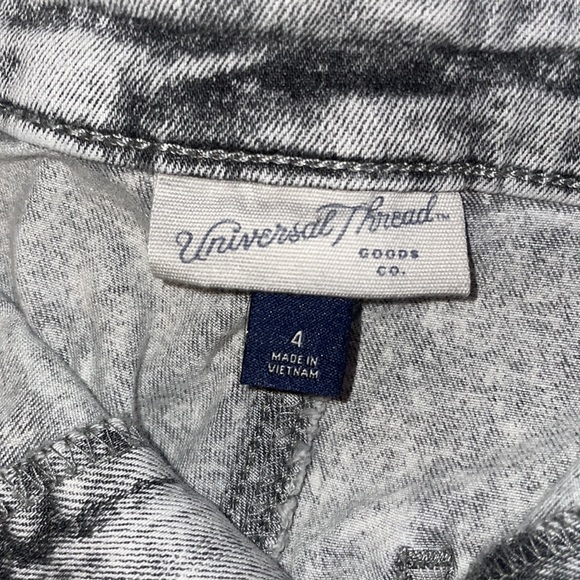 Universal Thread™
GOODS
CO.
4
MADE IN
VIETNAM